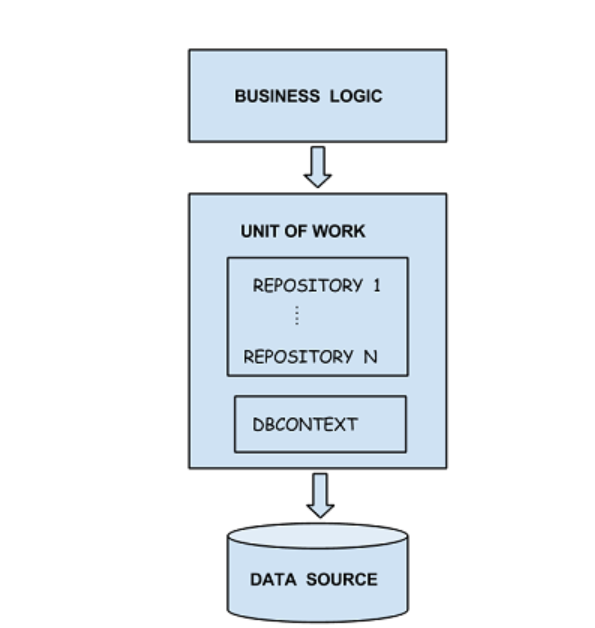 BUSINESS LOGIC
UNIT OF WORK
REPOSITORY 1
REPOSITORY N
DBCONTEXT
DATA SOURCE